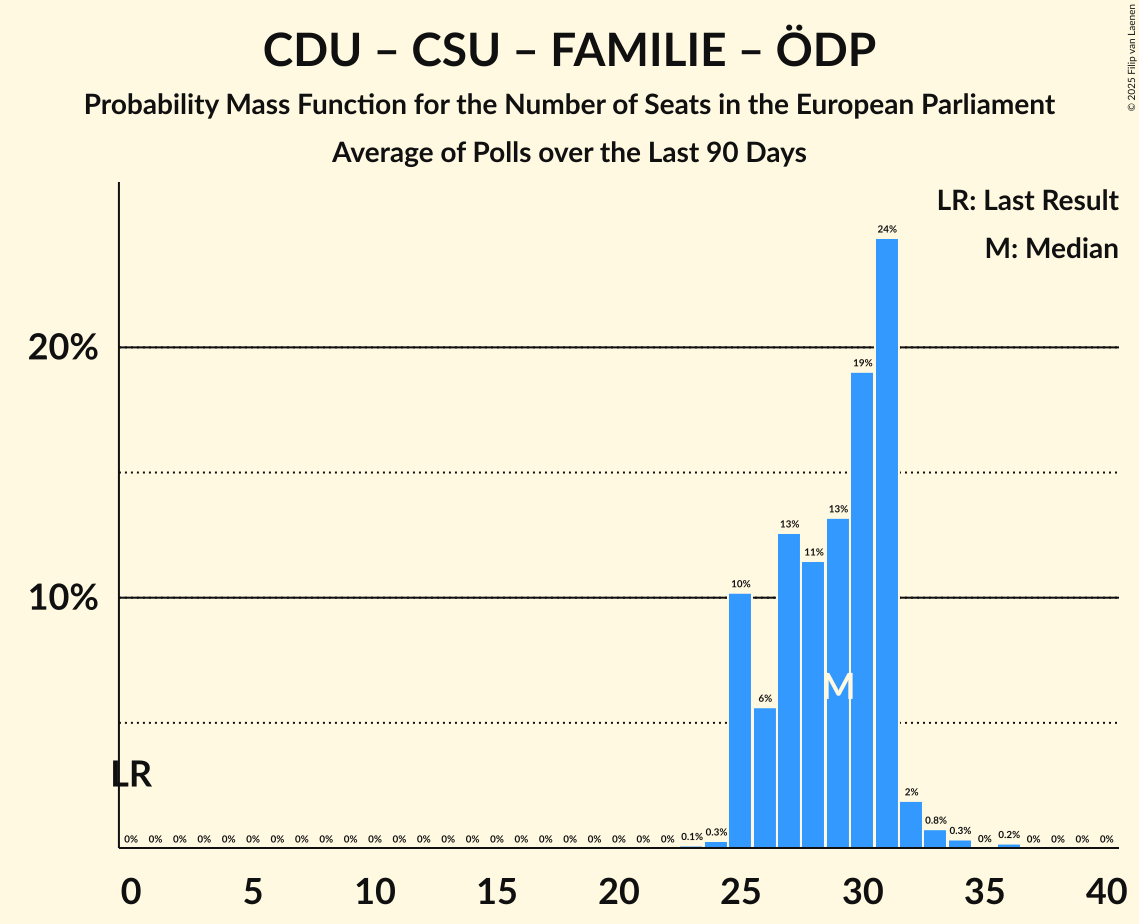 CDU – CSU – FAMILIE – ÖDP
Probability Mass Function for the Number of Seats in the European Parliament
Average of Polls over the Last 90 Days
© 2025 Filip van Laenen
LR: Last Result
M: Median
24%
20%
19%
13% 13%
11%
10% 10%
6%
M
LR
2%
0% 0% 0% 0% 0% 0% 0% 0% 0% 0% 0% 0% 0% 0% 0% 0% 0% 0% 0% 0% 0% 0% 0% 0.1% 0.3% 0.8% 0.3% 0% 0.2% 0% 0% 0% 0%
0 5 10 15 20 25 30 35 40